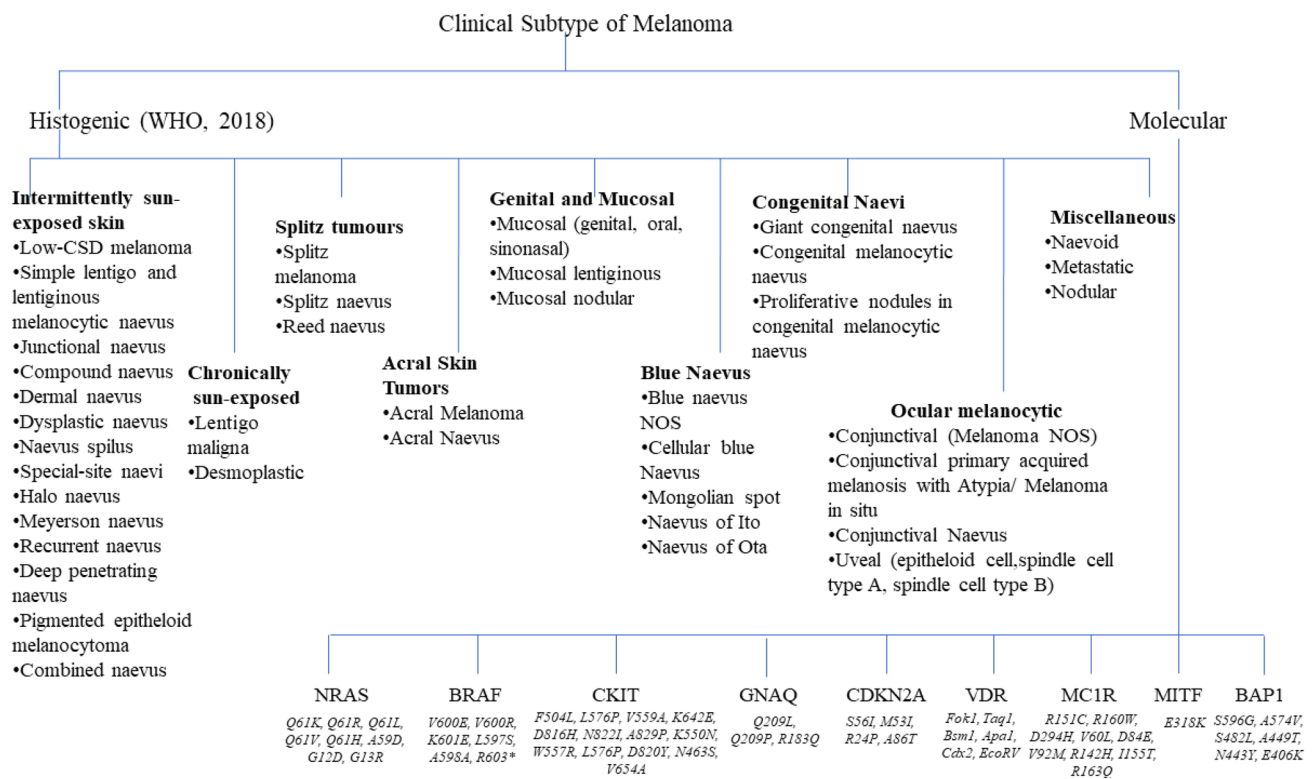 Clinical Subtype of Melanoma
Histogenic (WHO, 2018)
Molecular
Intermittently sun-
exposed skin
•Low-CSD melanoma
•Simple lentigo and
lentiginous
melanocytic naevus
•Junctional naevus
•Compound naevus
•Dermal naevus
•Dysplastic naevus
•Naevus spilus
•Special-site naevi
•Halo naevus
•Meyerson naevus
•Recurrent naevus
•Deep penetrating
naevus
•Pigmented epitheloid
melanocytoma
•Combined naevus
Chronically
sun-exposed
•Lentigo
maligna
•Desmoplastic
Splitz tumours
•Splitz
melanoma
•Splitz naevus
•Reed naevus
Acral Skin
Tumors
•Acral Melanoma
•Acral Naevus
Genital and Mucosal
•Mucosal (genital, oral,
sinonasal)
•Mucosal lentiginous
•Mucosal nodular
Blue Naevus
•Blue naevus
NOS
•Cellular blue
Naevus
•Mongolian spot
•Naevus of Ito
•Naevus of Ota
Congenital Naevi
•Giant congenital naevus
•Congenital melanocytic
naevus
•Proliferative nodules in
congenital melanocytic
naevus
Ocular melanocytic
•Conjunctival (Melanoma NOS)
•Conjunctival primary acquired
melanosis with Atypia/ Melanoma
in situ
•Conjunctival Naevus
•Uveal (epitheloid cell,spindle cell
type A, spindle cell type B)
Miscellaneous
•Naevoid
•Metastatic
•Nodular
NRAS
Q61K, Q61R, Q61L,
Q61V, Q61H, A59D,
G12D, G13R
BRAF
V600E, V600R,
K601E, L597S,
A598A, R603*
CKIT
F504L, L576P, V559A, K642E,
D816H, N822I, A829P, K550N,
W557R, L576P, D820Y, N463S,
V654A
GNAQ
Q209L,
Q209P, R183Q
CDKN2A
S56I, M53I,
R24P, A86T
VDR
Fok1, Taq1,
Bsm1, Apa1,
Cdx2, EcoRV
MC1R
R151C, R160W,
D294H, V60L, D84E,
V92M, R142H, I155T,
R163Q
MITF
E318K
BAP1
S596G, A574V,
S482L, A449T,
N443Y, E406K